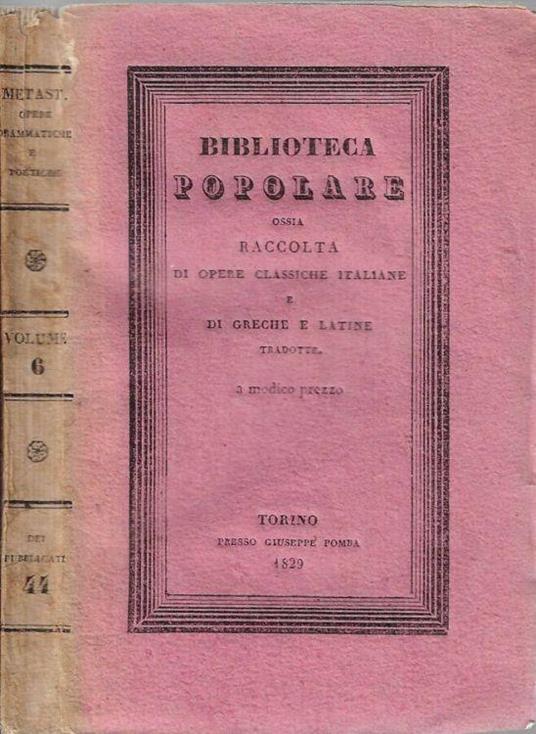 METAST.
OPERE
DRAMMATICHE
E
POETICHE
VOLUME
6
DEI
PUBBLICATI
44
BIBLIOTECA
POPOLARE
OSSIA
RACCOLTA
DI OPERE CLASSICHE ITALIANE
E
DI GRECHE E LATINE
TRADOTTE.
a modico prezzo
TORINO
PRESSO GIUSEPPE POMBA
1829